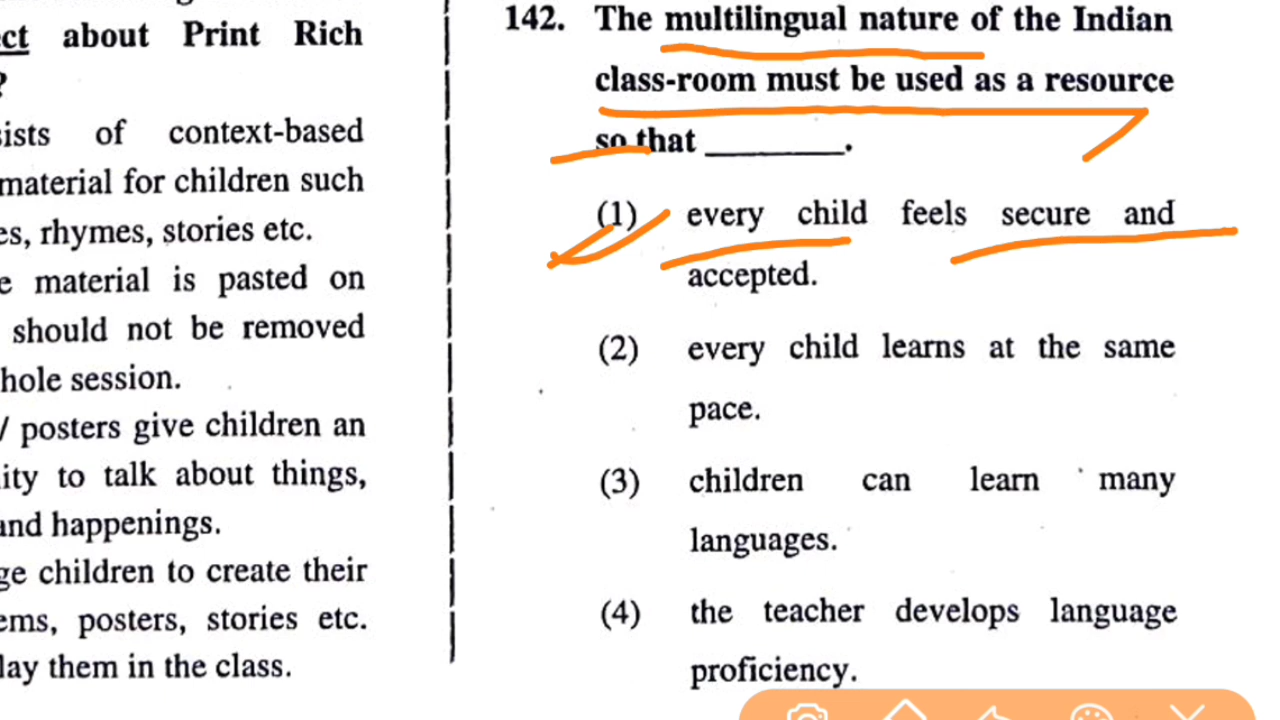 ect about Print Rich
?
sists of context-based
material for children such
es, rhymes, stories etc.
e material is pasted on
should not be removed
hole session.
/ posters give children an
ity to talk about things,
and happenings.
ge children to create their
ems, posters, stories etc.
lay them in the class.
142. The multilingual nature of the Indian
class-room must be used as a resource
so that ________.
(1) every child feels secure and
accepted.
(2) every child learns at the same
pace.
(3) children can learn many
languages.
(4) the teacher develops language
proficiency.